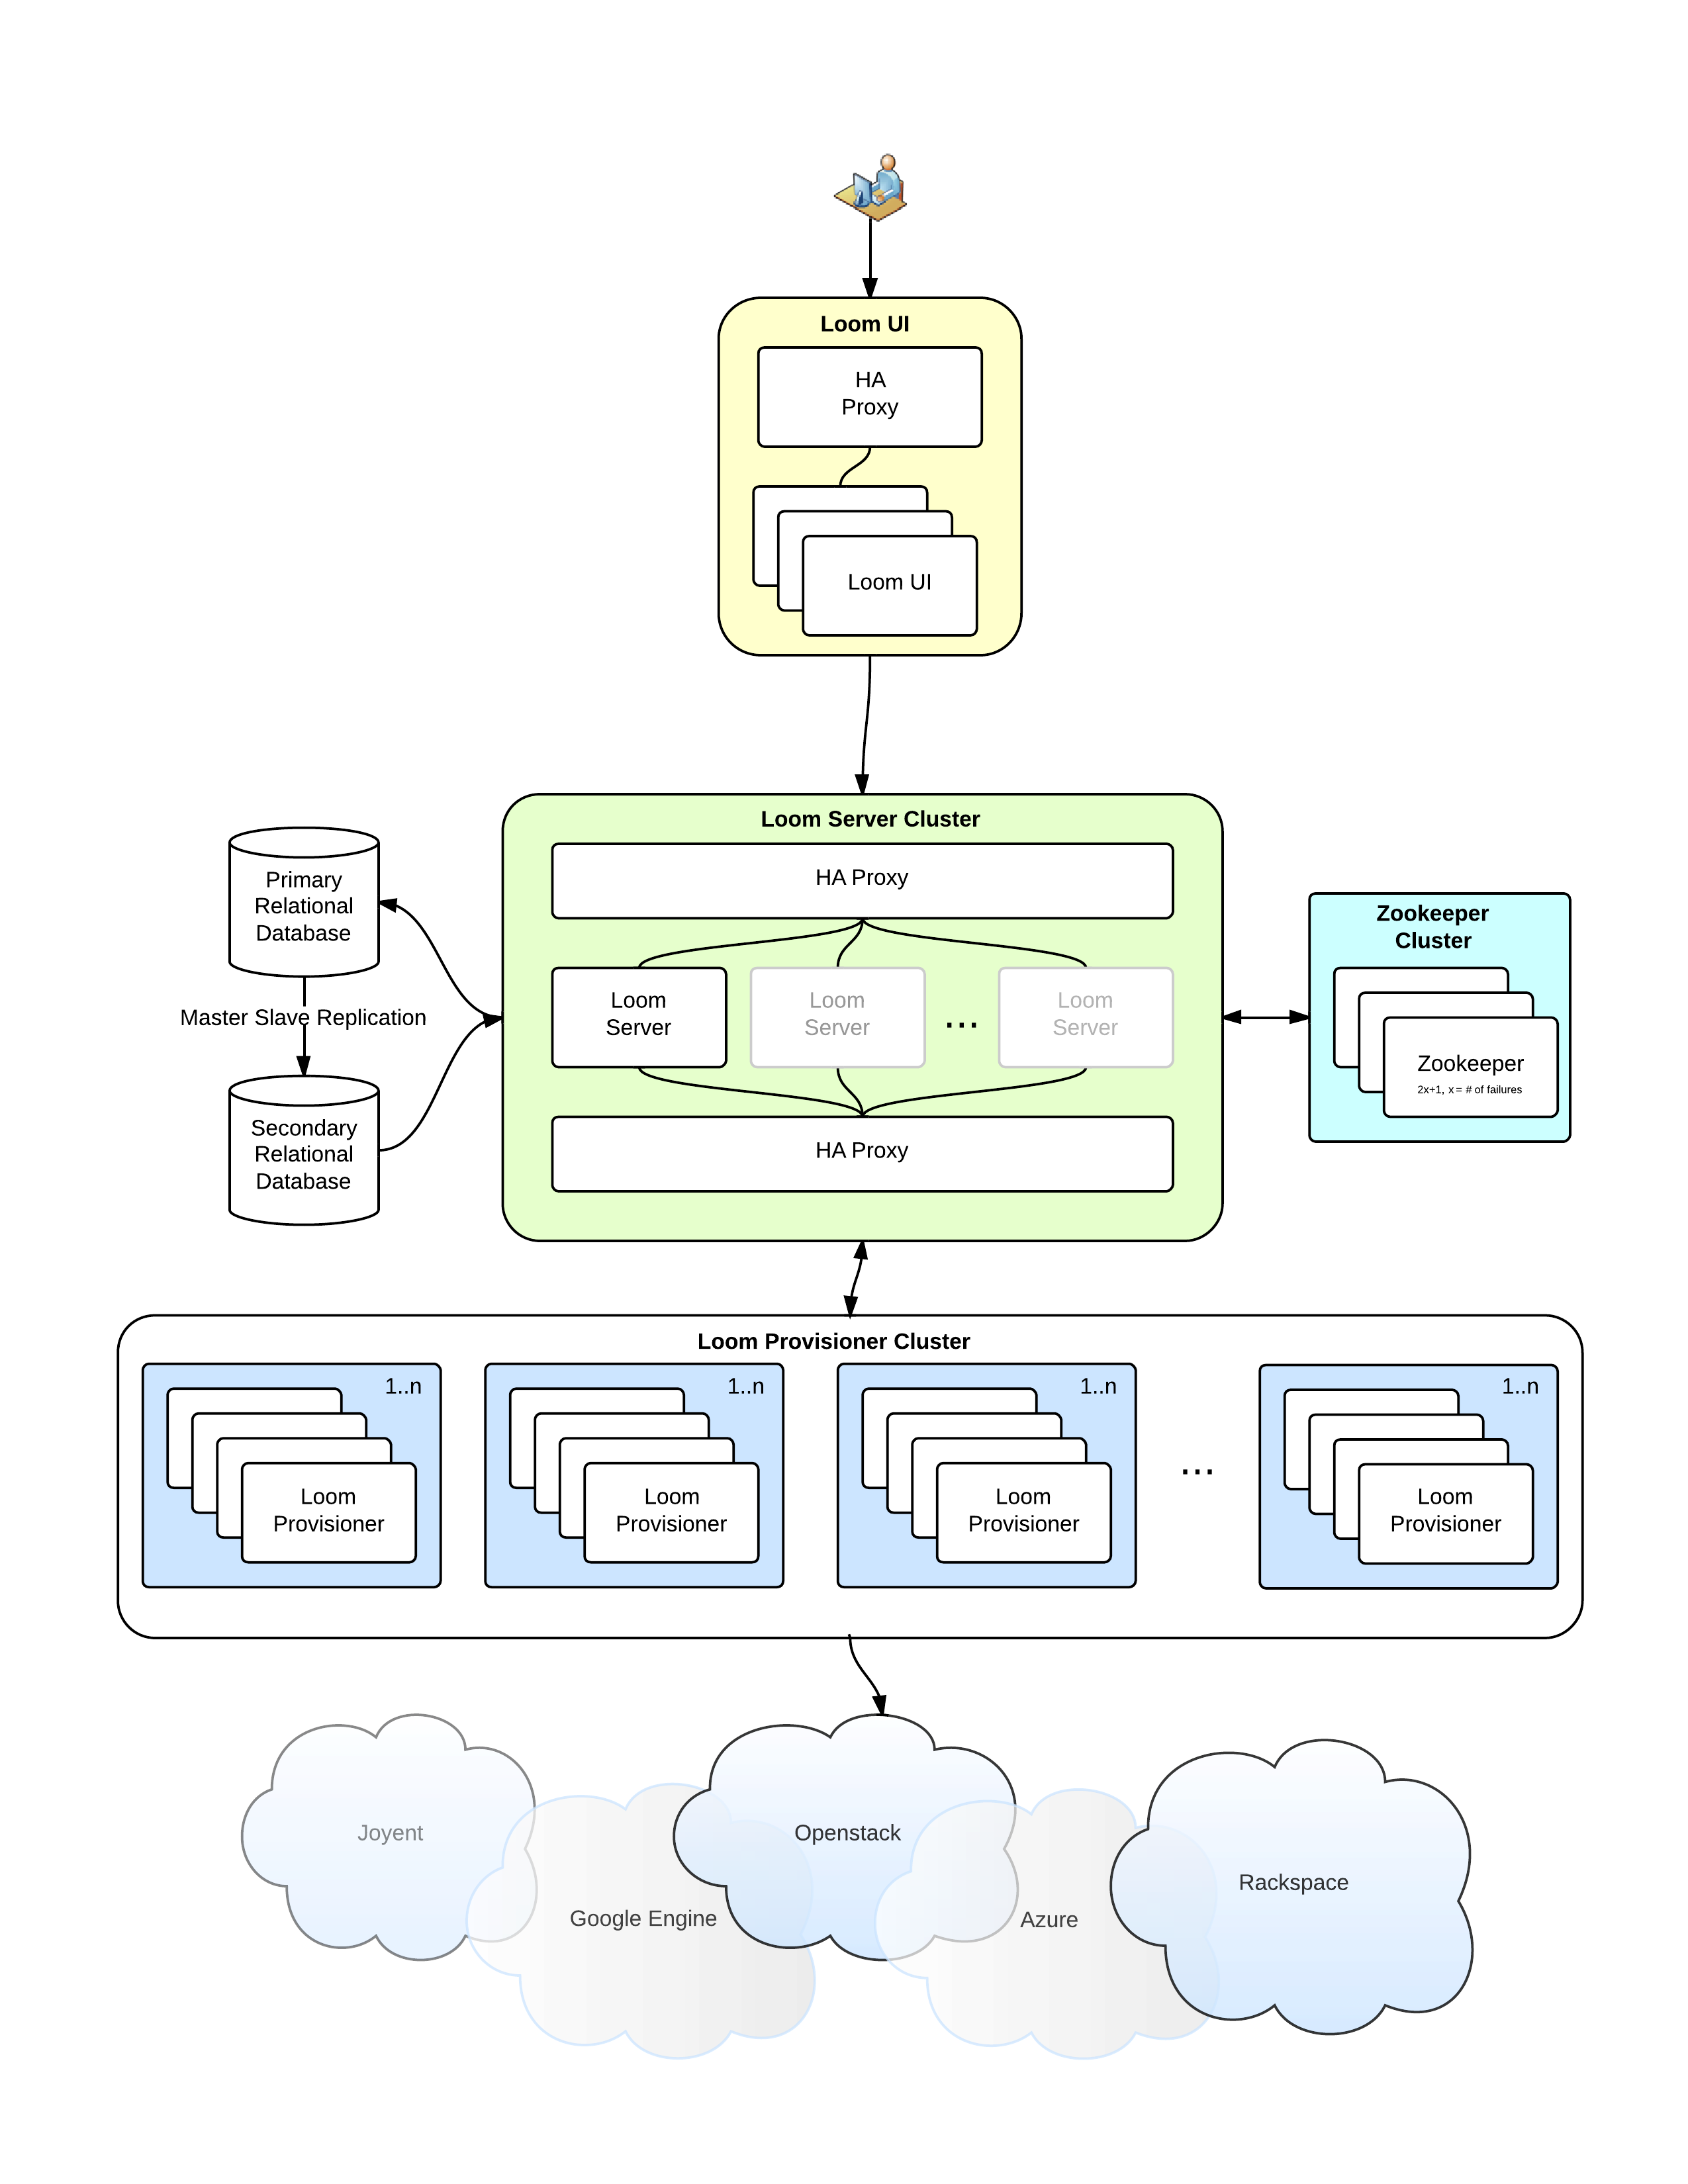 Loom UI
HA
Proxy
Loom UI
Loom Server Cluster
HA Proxy
Primary
Relational
Database
Master Slave Replication
Secondary
Relational
Database
Loom
Server
Loom
Server
...
Loom
Server
HA Proxy
Zookeeper
Cluster
Zookeeper
2x+1, x = # of failures
Loom Provisioner Cluster
1..n
Loom
Provisioner
1..n
Loom
Provisioner
1..n
Loom
Provisioner
...
1..n
Loom
Provisioner
Joyent
Google Engine
Openstack
Azure
Rackspace